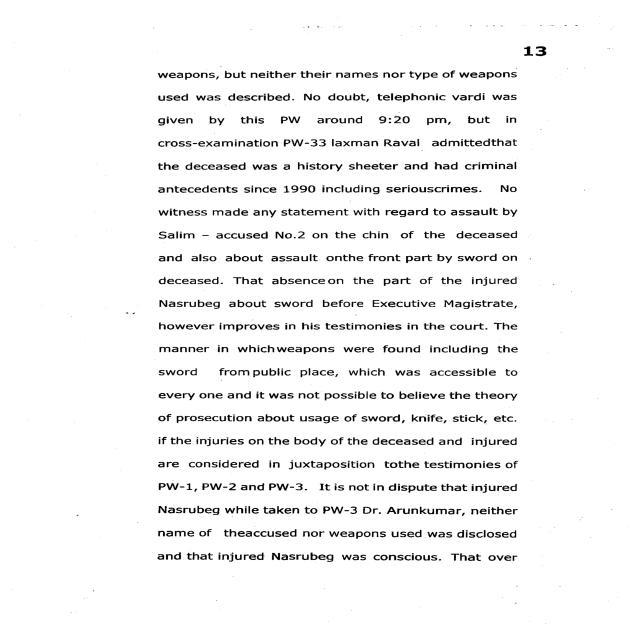 13
weapons, but neither their names nor type of weapons
used was described. No doubt, telephonic vardi was
given by this PW around 9:20 pm, but in
cross-examination PW-33 laxman Raval admittedthat
the deceased was a history sheeter and had criminal
antecedents since 1990 including seriouscrimes. No
witness made any statement with regard to assault by
Salim – accused No.2 on the chin of the deceased
and also about assault onthe front part by sword on
deceased. That absenceon the part of the injured
Nasrubeg about sword before Executive Magistrate,
however improves in his testimonies in the court. The
manner in whichweapons were found including the
sword from public place, which was accessible to
every one and it was not possible to believe the theory
of prosecution about usage of sword, knife, stick, etc.
if the injuries on the body of the deceased and injured
are considered in juxtaposition tothe testimonies of
PW-1, PW-2 and PW-3. It is not in dispute that injured
Nasrubeg while taken to PW-3 Dr. Arunkumar, neither
name of theaccused nor weapons used was disclosed
and that injured Nasrubeg was conscious. That over